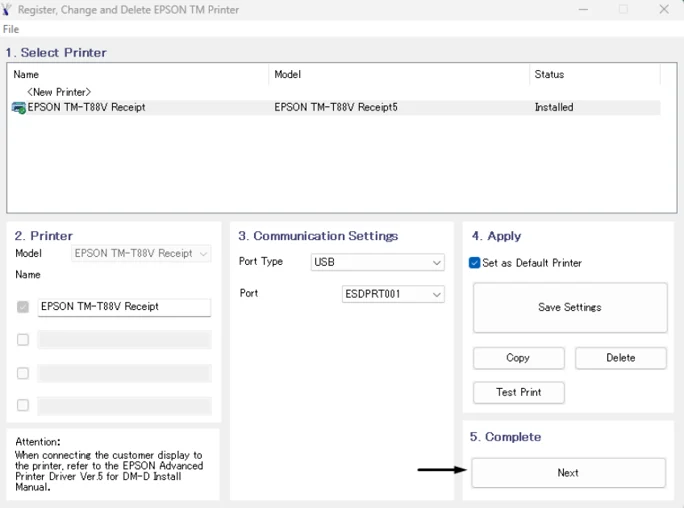 Register, Change and Delete EPSON TM Printer
File
1. Select Printer
Name Model Status
<New Printer>
EPSON TM-T88V Receipt EPSON TM-T88V Receipt5 Installed
2. Printer
Model EPSON TM-T88V Receipt
Name
EPSON TM-T88V Receipt
Attention:
When connecting the customer display to
the printer, refer to the EPSON Advanced
Printer Driver Ver.5 for DM-D Install
Manual.
3. Communication Settings
Port Type USB
Port ESDPRT001
4. Apply
Set as Default Printer
Save Settings
Copy Delete
Test Print
5. Complete
Next